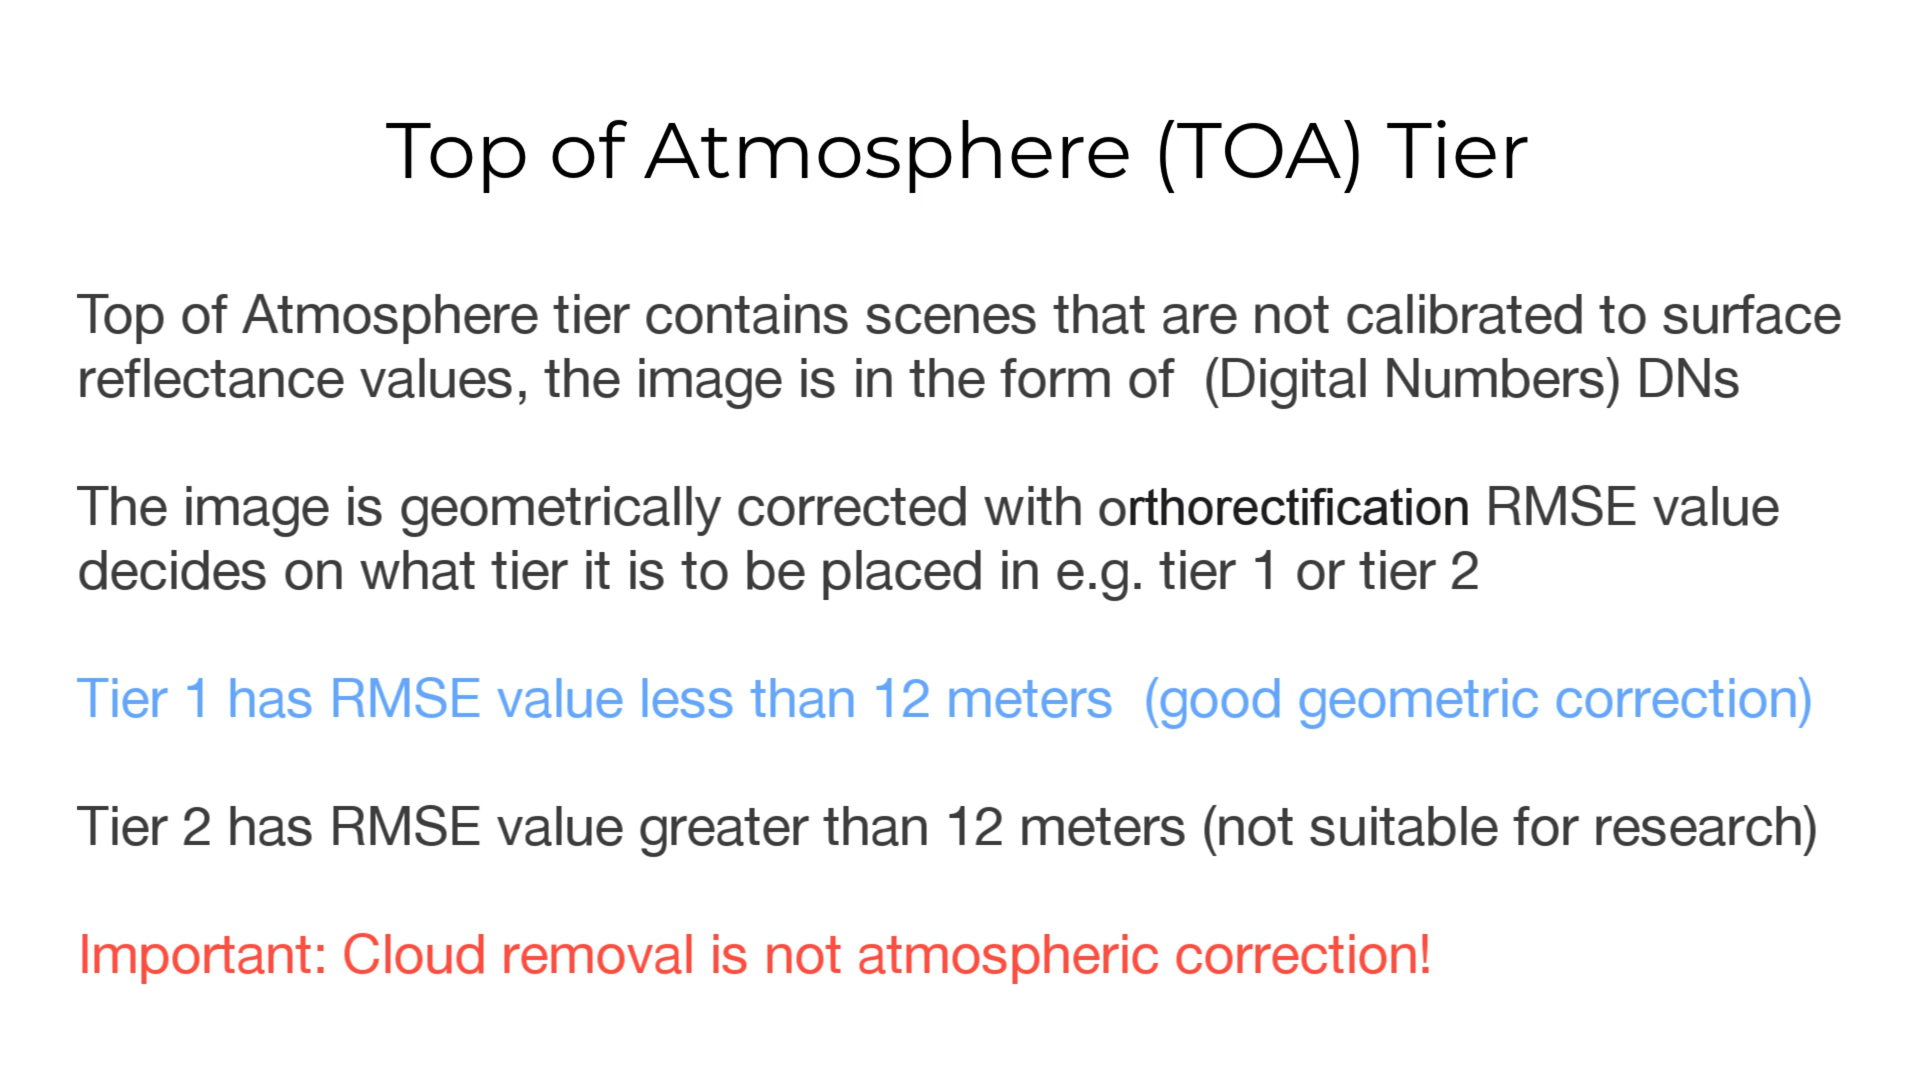 Top of Atmosphere (TOA) Tier
Top of Atmosphere tier contains scenes that are not calibrated to surface
reflectance values, the image is in the form of  (Digital Numbers) DNs
The image is geometrically corrected with orthorectification RMSE value
decides on what tier it is to be placed in e.g. tier 1 or tier 2
Tier 1 has RMSE value less than 12 meters  (good geometric correction)
Tier 2 has RMSE value greater than 12 meters (not suitable for research)
Important: Cloud removal is not atmospheric correction!